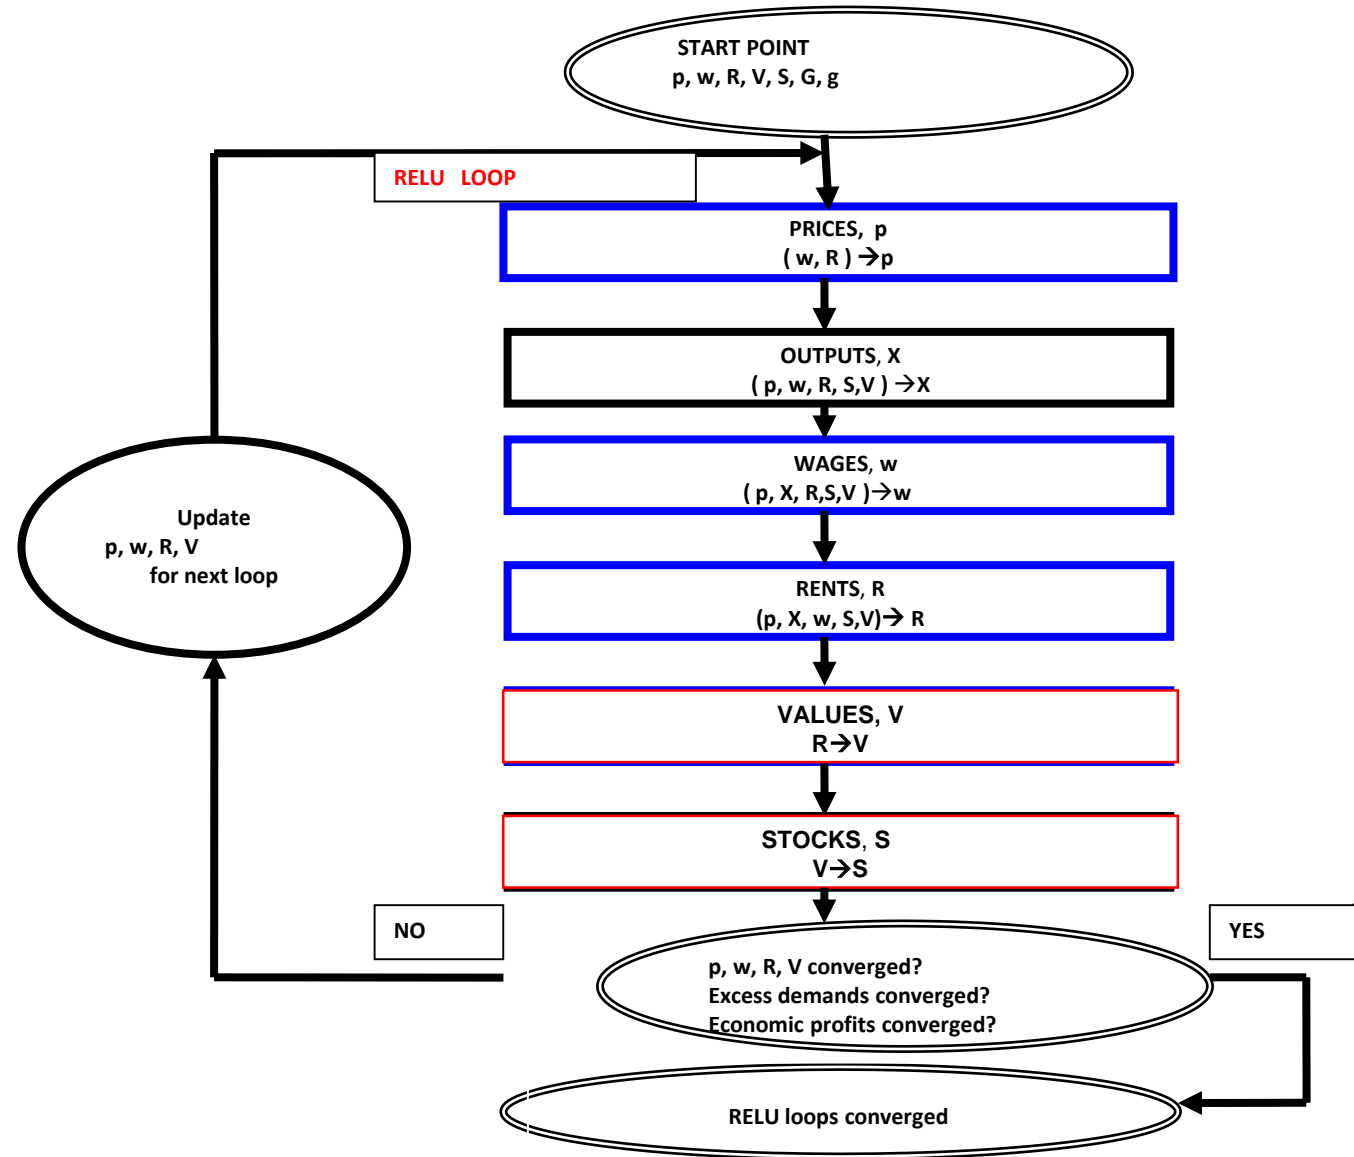 START POINT
p, w, R, V, S, G, g
RELU LOOP
PRICES, p
( w, R ) →p
OUTPUTS, X
( p, w, R, S,V ) →X
WAGES, w
( p, X, R,S,V )→w
Update
p, w, R, V
for next loop
RENTS, R
(p, X, w, S,V)→ R
VALUES, V
R→V
STOCKS, S
V→S
NO
YES
p, w, R, V converged?
Excess demands converged?
Economic profits converged?
RELU loops converged